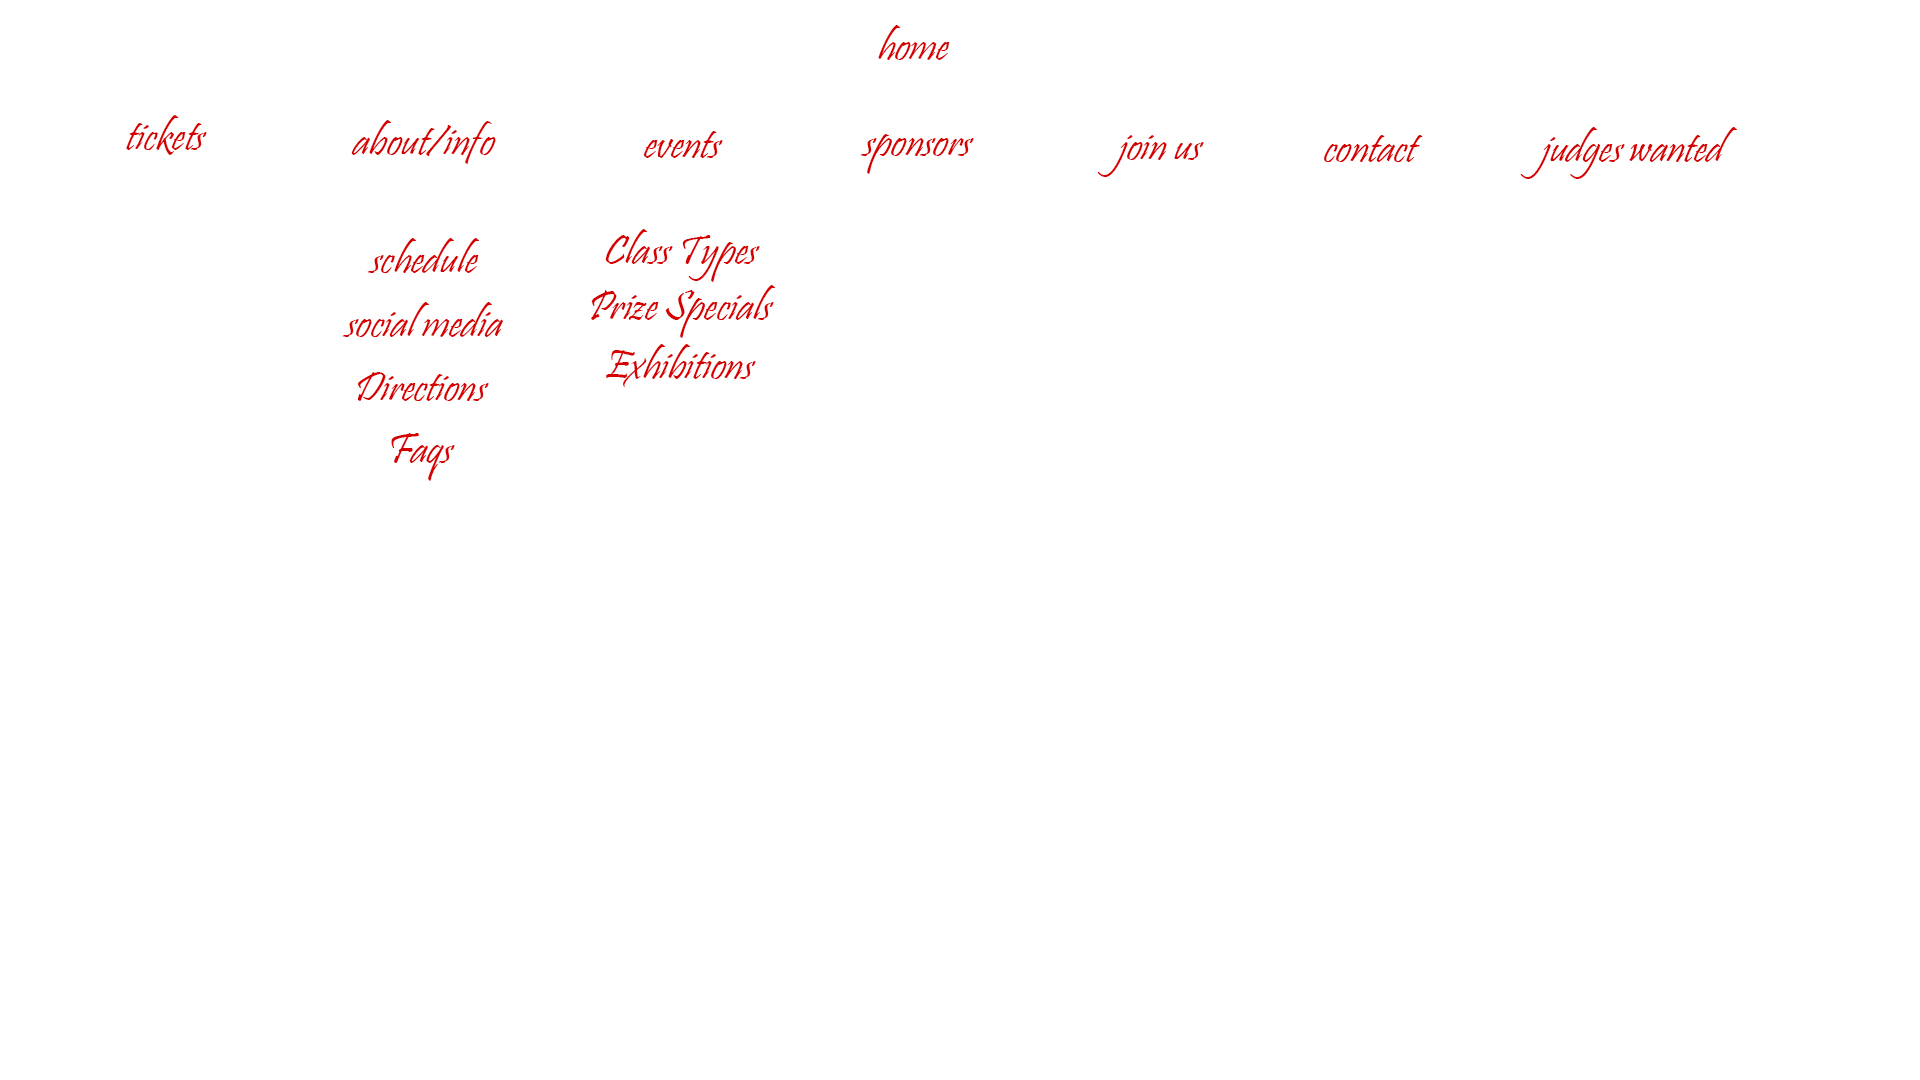 home
tickets about/info events sponsors join us contact judges wanted
schedule
social media
Directions
Faqs
Class Types
Prize Specials
Exhibitions